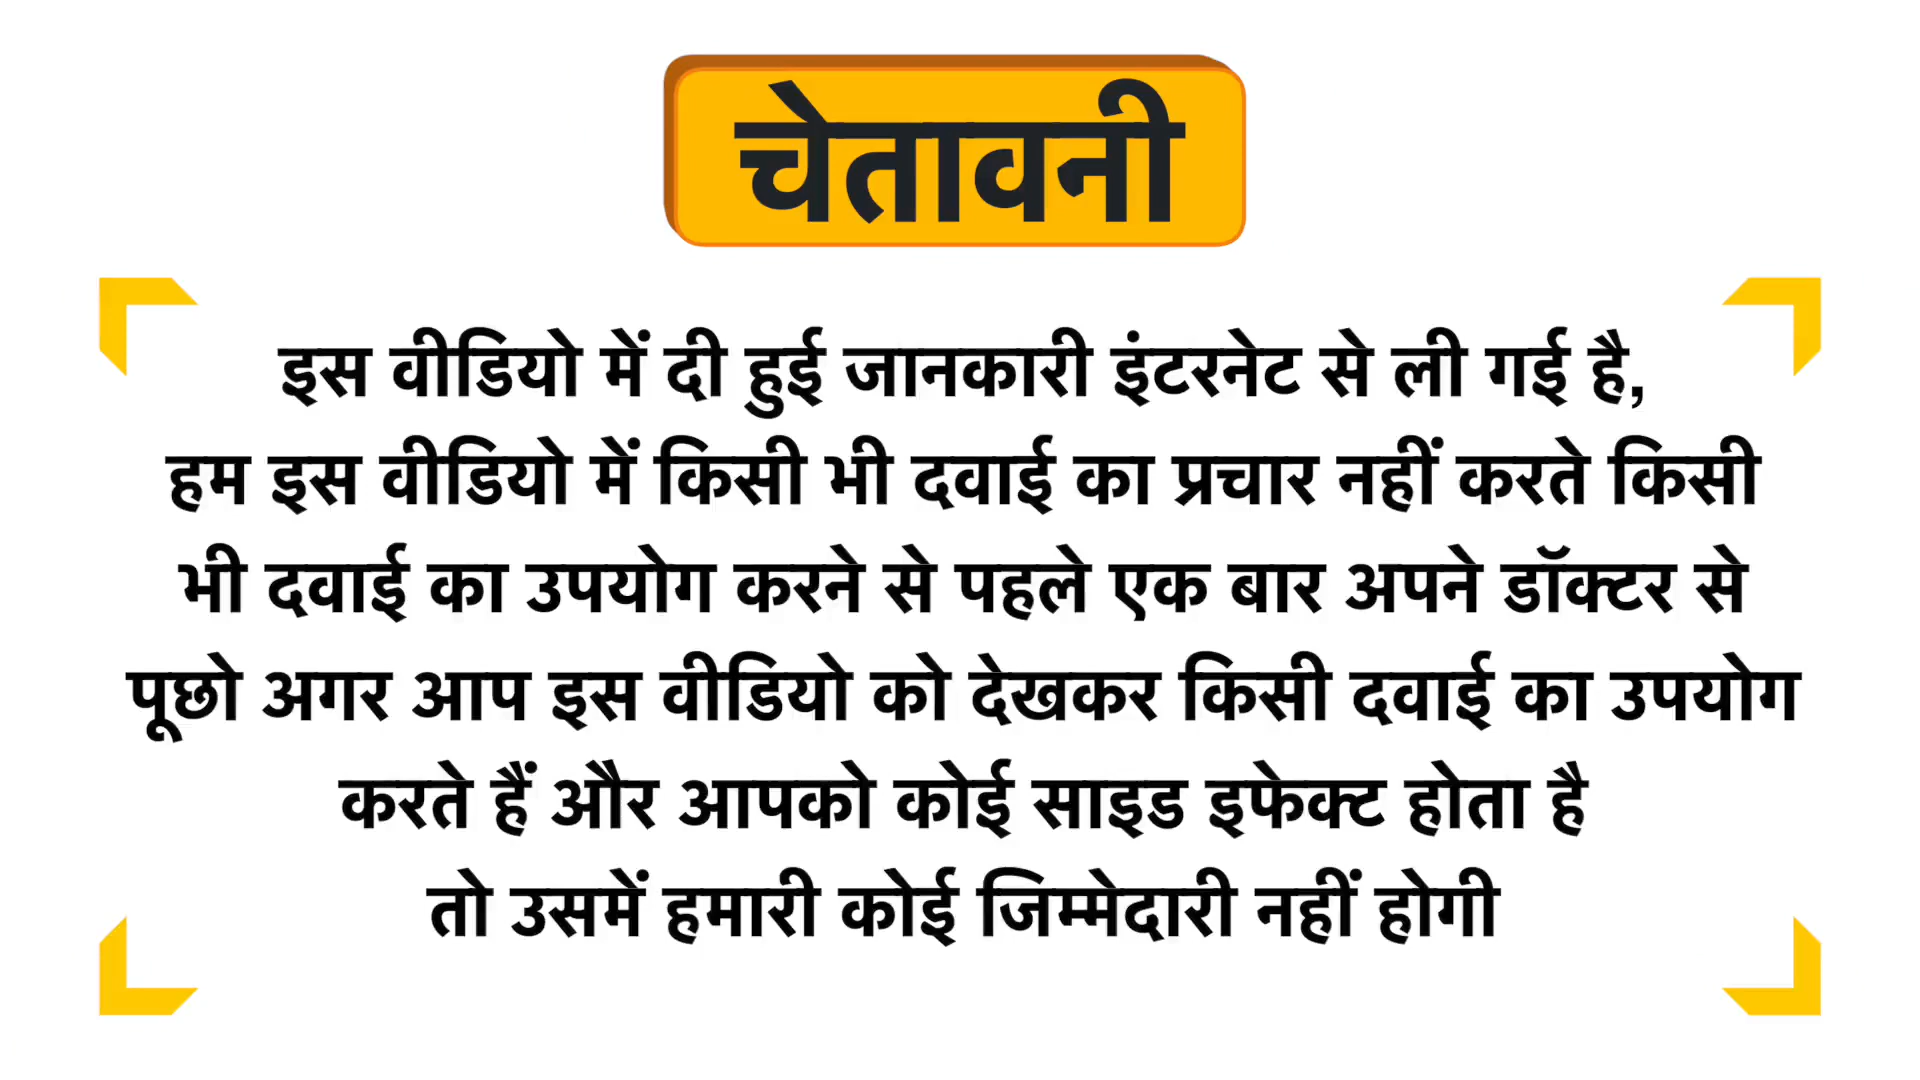 चेतावनी
इस वीडियो में दी हुई जानकारी इंटरनेट से ली गई है,
हम इस वीडियो में किसी भी दवाई का प्रचार नहीं करते किसी
भी दवाई का उपयोग करने से पहले एक बार अपने डॉक्टर से
पूछो अगर आप इस वीडियो को देखकर किसी दवाई का उपयोग
करते हैं और आपको कोई साइड इफेक्ट होता है
तो उसमें हमारी कोई जिम्मेदारी नहीं होगी